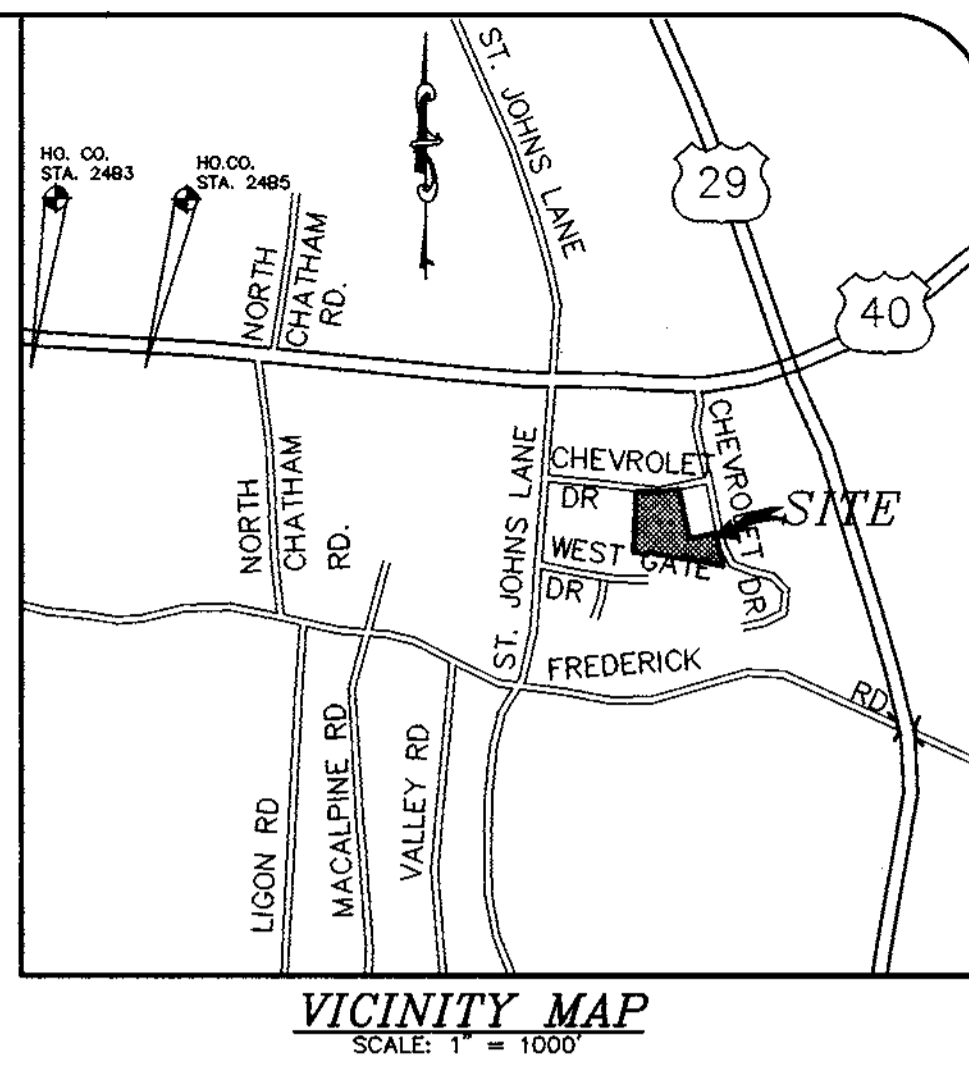 ST. JOHNS LANE
29
HO. CO.
STA. 2483
HO.CO.
STA. 2485
NORTH
CHATHAM
RD.
40
CHEVROLET
DR
CHEVROLET DR
ST. JOHNS LANE
NORTH
CHATHAM
RD.
SITE
WEST GATE
DR
FREDERICK
RD
LIGON RD
MACALPINE RD
VALLEY RD
VICINITY MAP
SCALE: 1" = 1000'